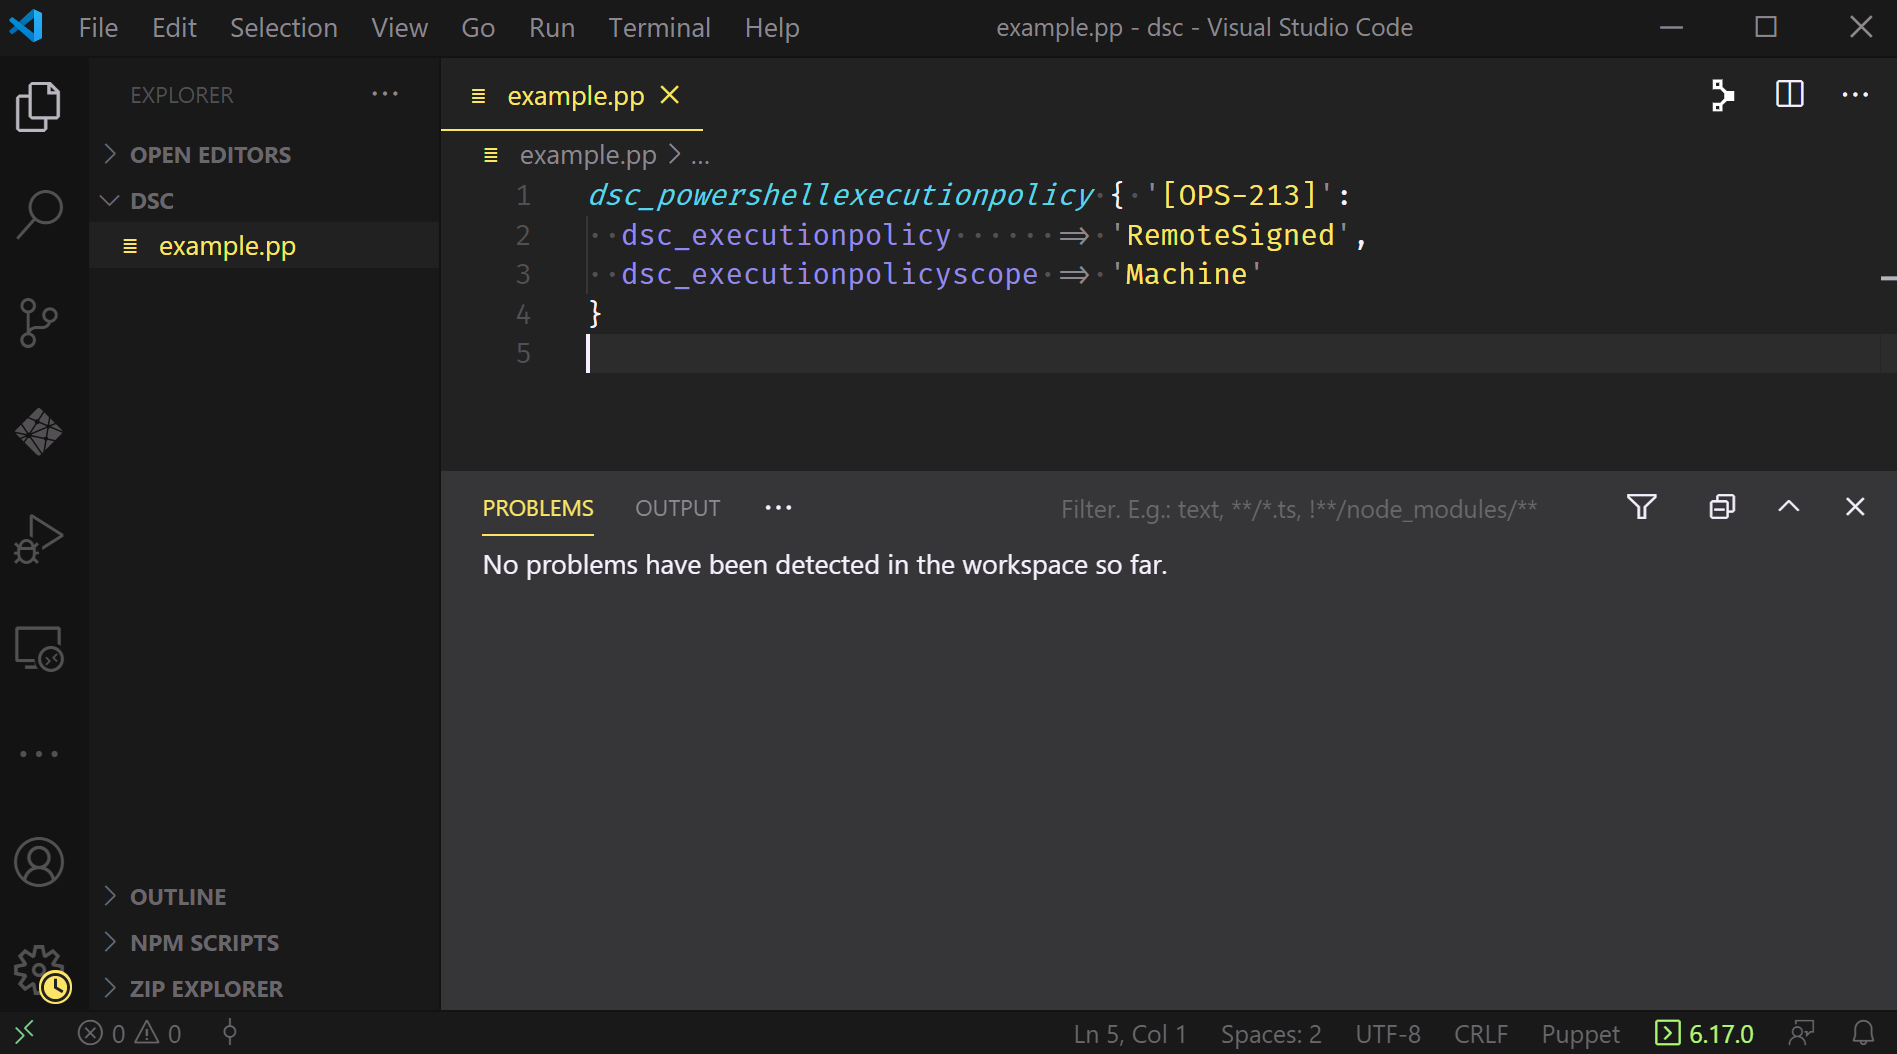 File Edit Selection View Go Run Terminal Help example.pp - dsc - Visual Studio Code
EXPLORER
OPEN EDITORS
DSC
example.pp
OUTLINE
NPM SCRIPTS
ZIP EXPLORER
example.pp
example.pp > ...
1 dsc_powershellexecutionpolicy { '[OPS-213]':
2 dsc_executionpolicy => 'RemoteSigned',
3 dsc_executionpolicyscope => 'Machine'
4 }
5
PROBLEMS OUTPUT Filter. E.g.: text, **/*.ts, !**/node_modules/**
No problems have been detected in the workspace so far.
0 0 Ln 5, Col 1 Spaces: 2 UTF-8 CRLF Puppet 6.17.0